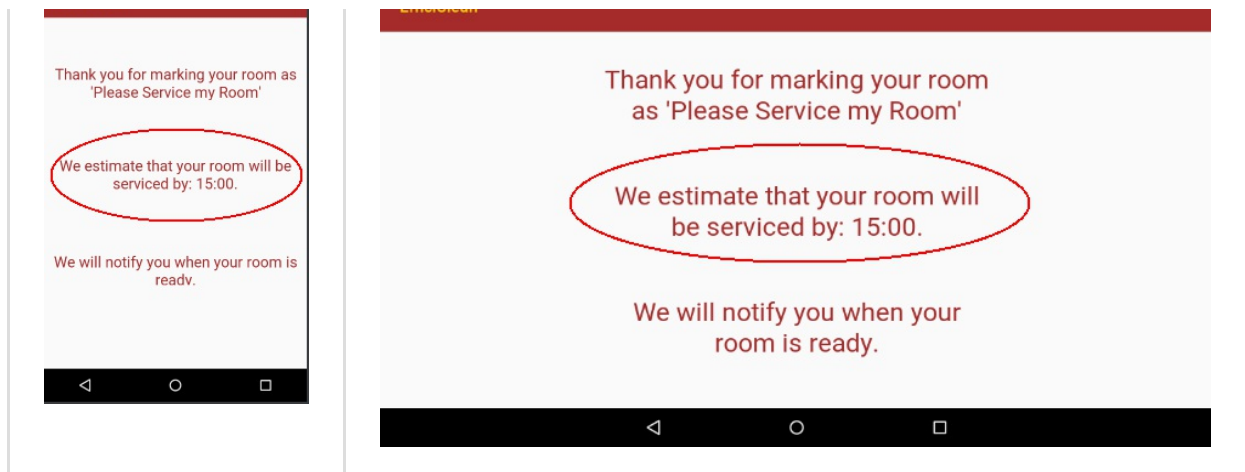 Thank you for marking your room as
'Please Service my Room'
We estimate that your room will be
serviced by: 15:00.
We will notify you when your room is
ready.
Thank you for marking your room
as 'Please Service my Room'
We estimate that your room will
be serviced by: 15:00.
We will notify you when your
room is ready.